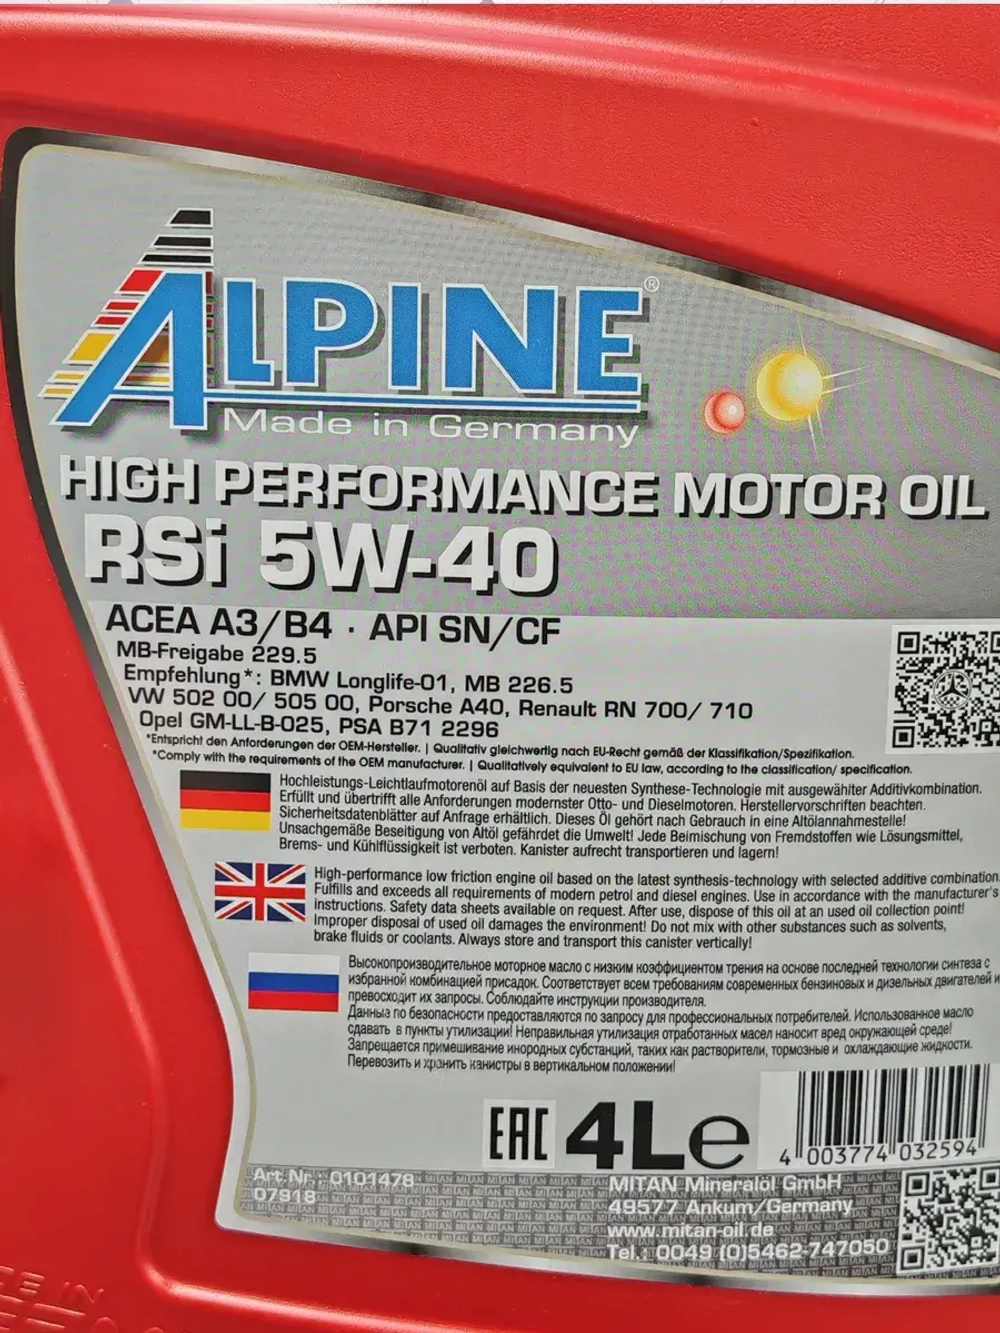 ALPINE®
Made in Germany
HIGH PERFORMANCE MOTOR OIL
RSi 5W-40
ACEA A3/B4 · API SN/CF
MB-Freigabe 229.5
Empfehlung*: BMW Longlife-01, MB 226.5
VW 502 00/ 505 00, Porsche A40, Renault RN 700/ 710
Opel GM-LL-B-025, PSA B71 2296
*Entspricht den Anforderungen der OEM-Hersteller. | Qualitativ gleichwertig nach EU-Recht gemäß der Klassifikation/Spezifikation.
*Comply with the requirements of the OEM manufacturer. | Qualitatively equivalent to EU law, according to the classification/ specification.
Hochleistungs-Leichtlaufmotorenöl auf Basis der neuesten Synthese-Technologie mit ausgewählter Additivkombination.
Erfüllt und übertrifft alle Anforderungen modernster Otto- und Dieselmotoren. Herstellervorschriften beachten.
Sicherheitsdatenblätter auf Anfrage erhältlich. Dieses Öl gehört nach Gebrauch in eine Altölannahmestelle!
Unsachgemäße Beseitigung von Altöl gefährdet die Umwelt! Jede Beimischung von Fremdstoffen wie Lösungsmittel,
Brems- und Kühlflüssigkeit ist verboten. Kanister aufrecht transportieren und lagern!
High-performance low friction engine oil based on the latest synthesis-technology with selected additive combination.
Fulfills and exceeds all requirements of modern petrol and diesel engines. Use in accordance with the manufacturer's
instructions. Safety data sheets available on request. After use, dispose of this oil at an used oil collection point!
Improper disposal of used oil damages the environment! Do not mix with other substances such as solvents,
brake fluids or coolants. Always store and transport this canister vertically!
Высокопроизводительное моторное масло с низким коэффициентом трения на основе последней технологии синтеза с
избранной комбинацией присадок. Соответствует всем требованиям современных бензиновых и дизельных двигателей и
превосходит их запросы. Соблюдайте инструкции производителя.
Данные по безопасности предоставляются по запросу для профессиональных потребителей. Использованное масло
сдавать в пункты утилизации! Неправильная утилизация отработанных масел наносит вред окружающей среде!
Запрещается примешивание инородных субстанций, таких как растворители, тормозные и охлаждающие жидкости.
Перевозить и хранить канистры в вертикальном положении!
EAC 4L e
4 003774 032594
Art.Nr.: 0101478
07918
MITAN Mineralöl GmbH
49577 Ankum/Germany
www.mitan-oil.de
Tel.: 0049 (0)5462-747050